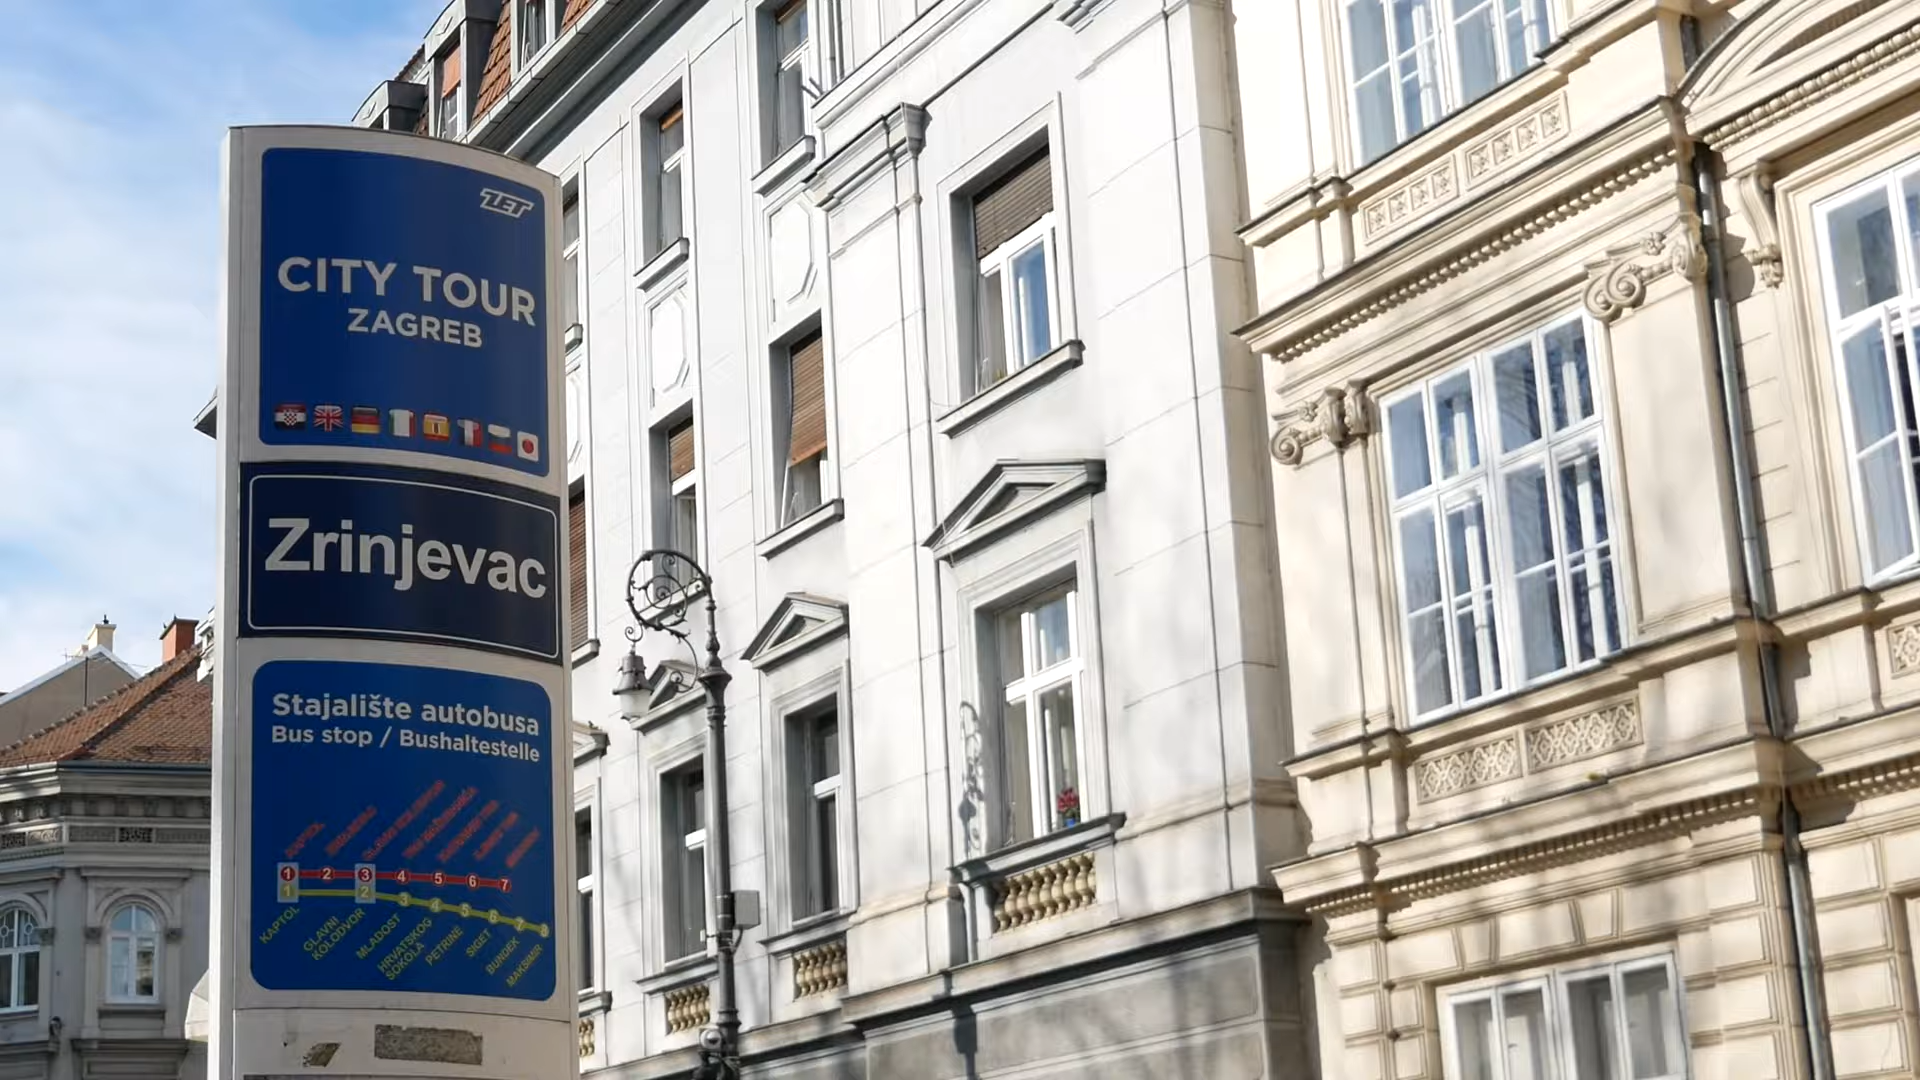 ZET
CITY TOUR
ZAGREB
Zrinjevac
Stajalište autobusa
Bus stop / Bushaltestelle
1 2 3 4 5 6 7
1 2 3 4 5 6 7 8
KAPTOL
GLAVNI
KOLODVOR
MLADOST
HRVATSKOG
SOKOLA
PETRINE
SIGET
BUNDEK
MAKSIMIR